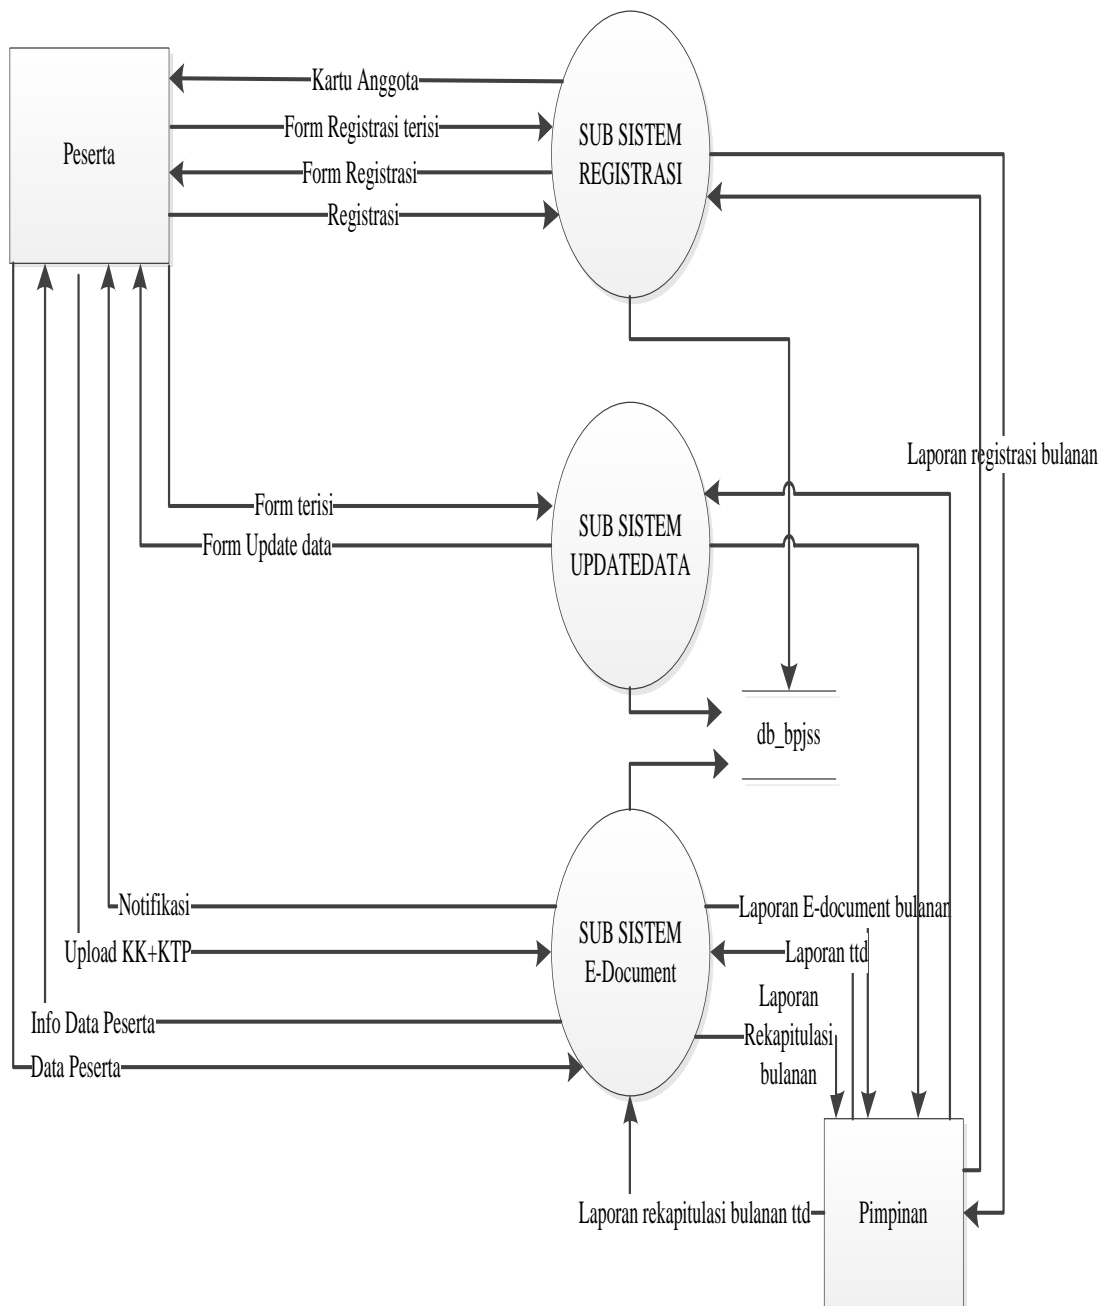 Kartu Anggota
Form Registrasi terisi
Form Registrasi
Registrasi
Peserta
SUB SISTEM
REGISTRASI
Laporan registrasi bulanan
Form terisi
Form Update data
SUB SISTEM
UPDATEDATA
db_bpjss
Notifikasi
Upload KK+KTP
Info Data Peserta
Data Peserta
SUB SISTEM
E-Document
Laporan E-document bulanan
Laporan ttd
Laporan
Rekapitulasi
bulanan
Laporan rekapitulasi bulanan ttd
Pimpinan